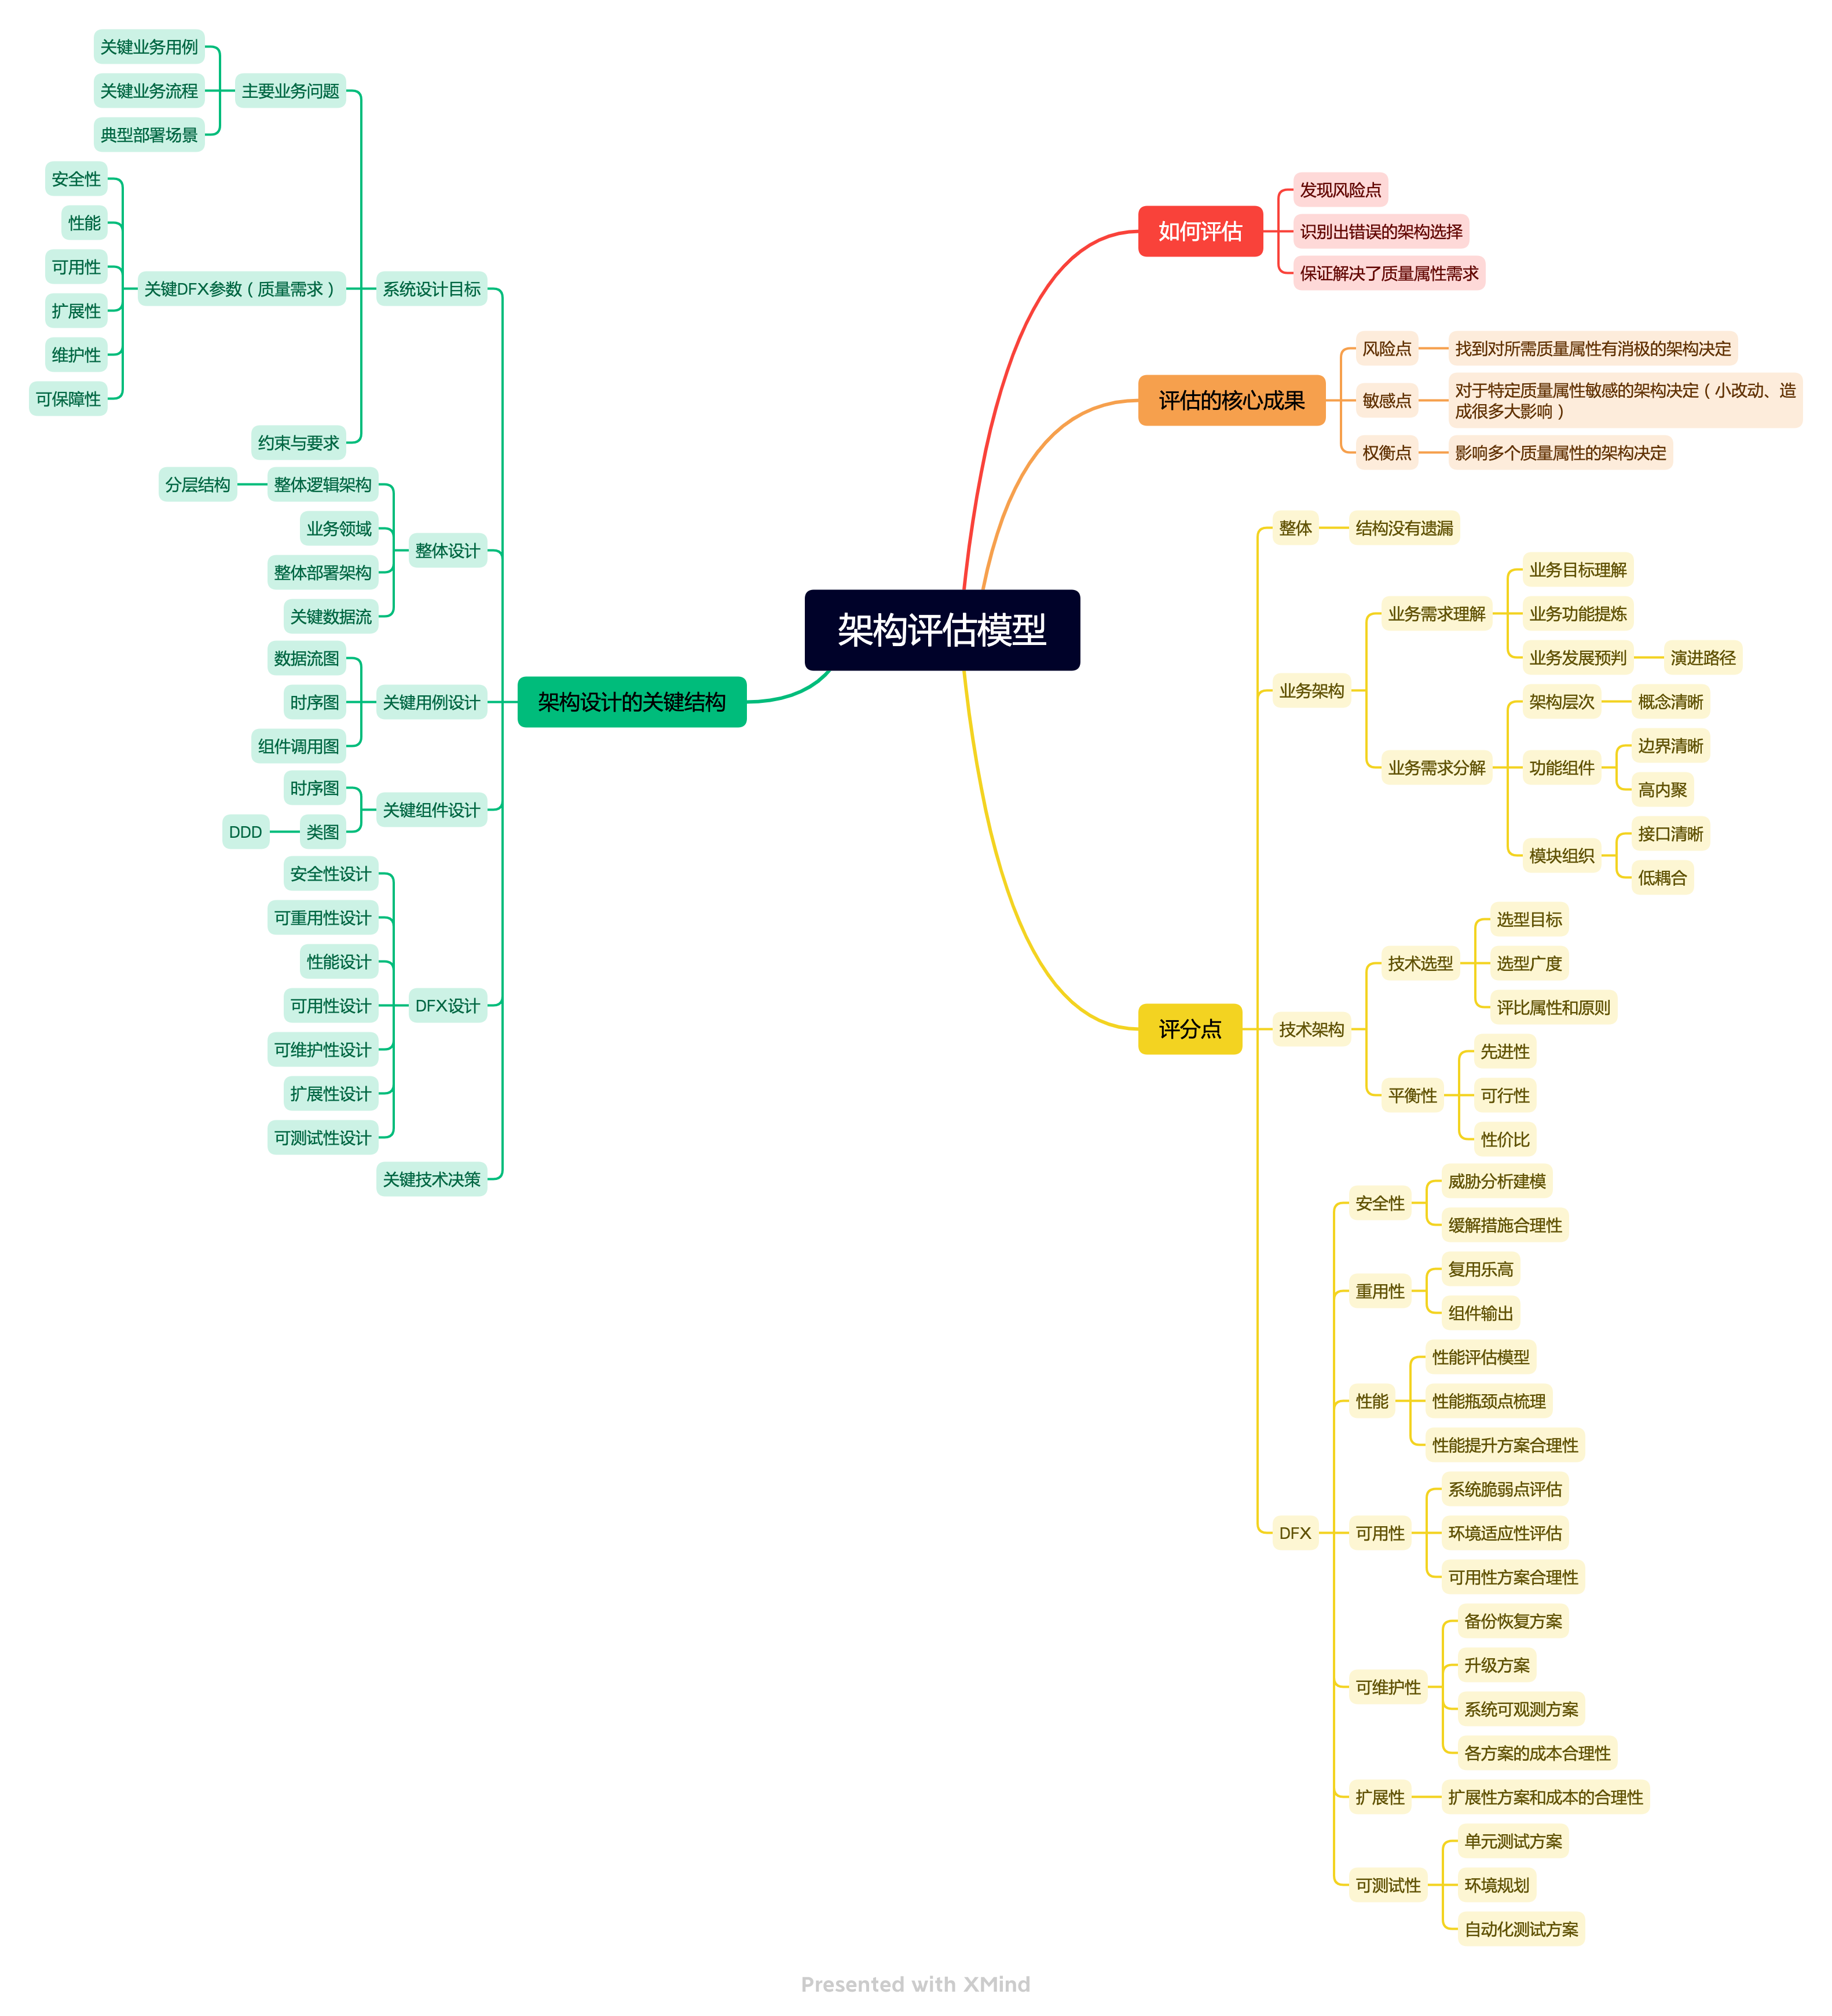 架构评估模型
如何评估
发现风险点
识别出错误的架构选择
保证解决了质量属性需求
评估的核心成果
风险点
找到对所需质量属性有消极的架构决定
敏感点
对于特定质量属性敏感的架构决定（小改动、造
成很多大影响）
权衡点
影响多个质量属性的架构决定
评分点
整体
结构没有遗漏
业务架构
业务需求理解
业务目标理解
业务功能提炼
业务发展预判
演进路径
业务需求分解
架构层次
概念清晰
功能组件
边界清晰
高内聚
模块组织
接口清晰
低耦合
技术架构
技术选型
选型目标
选型广度
评比属性和原则
平衡性
先进性
可行性
性价比
DFX
安全性
威胁分析建模
缓解措施合理性
重用性
复用乐高
组件输出
性能
性能评估模型
性能瓶颈点梳理
性能提升方案合理性
可用性
系统脆弱点评估
环境适应性评估
可用性方案合理性
可维护性
备份恢复方案
升级方案
系统可观测方案
各方案的成本合理性
扩展性
扩展性方案和成本的合理性
可测试性
单元测试方案
环境规划
自动化测试方案
架构设计的关键结构
系统设计目标
主要业务问题
关键业务用例
关键业务流程
典型部署场景
关键DFX参数（质量需求）
安全性
性能
可用性
扩展性
维护性
可保障性
约束与要求
整体设计
整体逻辑架构
分层结构
业务领域
整体部署架构
关键数据流
关键用例设计
数据流图
时序图
组件调用图
关键组件设计
时序图
类图
DDD
DFX设计
安全性设计
可重用性设计
性能设计
可用性设计
可维护性设计
扩展性设计
可测试性设计
关键技术决策
Presented with XMind